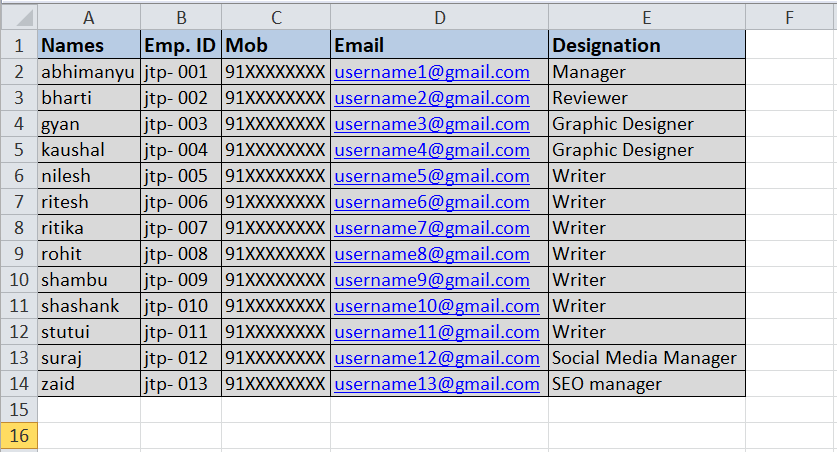 A B C D E F
1 Names Emp. ID Mob Email Designation
2 abhimanyu jtp- 001 91XXXXXXXX username1@gmail.com Manager
3 bharti jtp- 002 91XXXXXXXX username2@gmail.com Reviewer
4 gyan jtp- 003 91XXXXXXXX username3@gmail.com Graphic Designer
5 kaushal jtp- 004 91XXXXXXXX username4@gmail.com Graphic Designer
6 nilesh jtp- 005 91XXXXXXXX username5@gmail.com Writer
7 ritesh jtp- 006 91XXXXXXXX username6@gmail.com Writer
8 ritika jtp- 007 91XXXXXXXX username7@gmail.com Writer
9 rohit jtp- 008 91XXXXXXXX username8@gmail.com Writer
10 shambu jtp- 009 91XXXXXXXX username9@gmail.com Writer
11 shashank jtp- 010 91XXXXXXXX username10@gmail.com Writer
12 stutui jtp- 011 91XXXXXXXX username11@gmail.com Writer
13 suraj jtp- 012 91XXXXXXXX username12@gmail.com Social Media Manager
14 zaid jtp- 013 91XXXXXXXX username13@gmail.com SEO manager
15
16